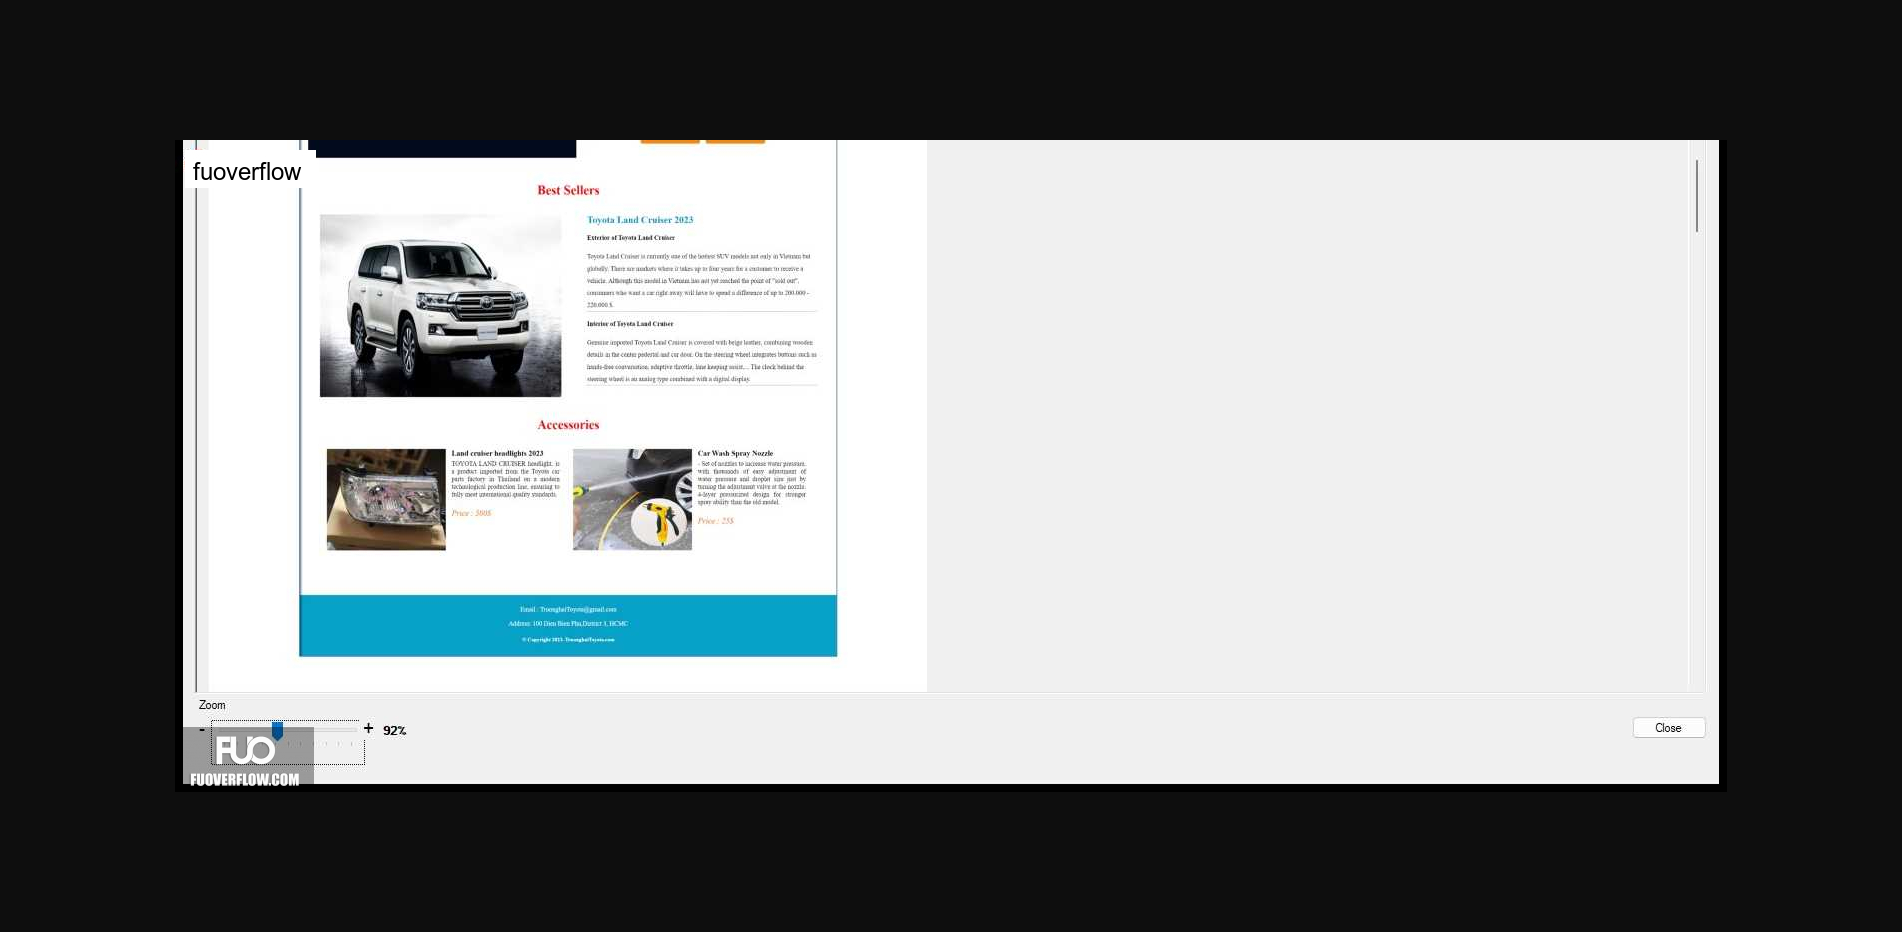 fuoverflow
Best Sellers
Toyota Land Cruiser 2023
Exterior of Toyota Land Cruiser
Toyota Land Cruiser is currently one of the hottest SUV models not only in Vietnam but
globally. There are markets where it takes up to four years for a customer to receive a
vehicle. Although this model in Vietnam has not yet reached the point of "sold out",
consumers who want a car right away will have to spend a difference of up to 200.000 -
220.000 $.
Interior of Toyota Land Cruiser
Genuine imported Toyota Land Cruiser is covered with beige leather, combining wooden
details in the center pedestal and car door. On the steering wheel integrates buttons such as
hands-free conversation, adaptive throttle, lane keeping assist,... The clock behind the
steering wheel is an analog type combined with a digital display.
Accessories
Land cruiser headlights 2023
TOYOTA LAND CRUISER headlight, is
a product imported from the Toyota car
parts factory in Thailand on a modern
technological production line, ensuring to
fully meet international quality standards.
Price : 500$
Car Wash Spray Nozzle
- Set of nozzles to increase water pressure,
with thousands of easy adjustment of
water pressure and droplet size just by
turning the adjustment valve at the nozzle.
4-layer pressurized design for stronger
spray ability than the old model.
Price : 25$
Email : TruonghaiToyota@gmail.com
Address: 100 Dien Bien Phu,District 3, HCMC
© Copyright 2023. TruonghaiToyota.com
Zoom
- + 92%
Close
FUO
FUOVERFLOW.COM